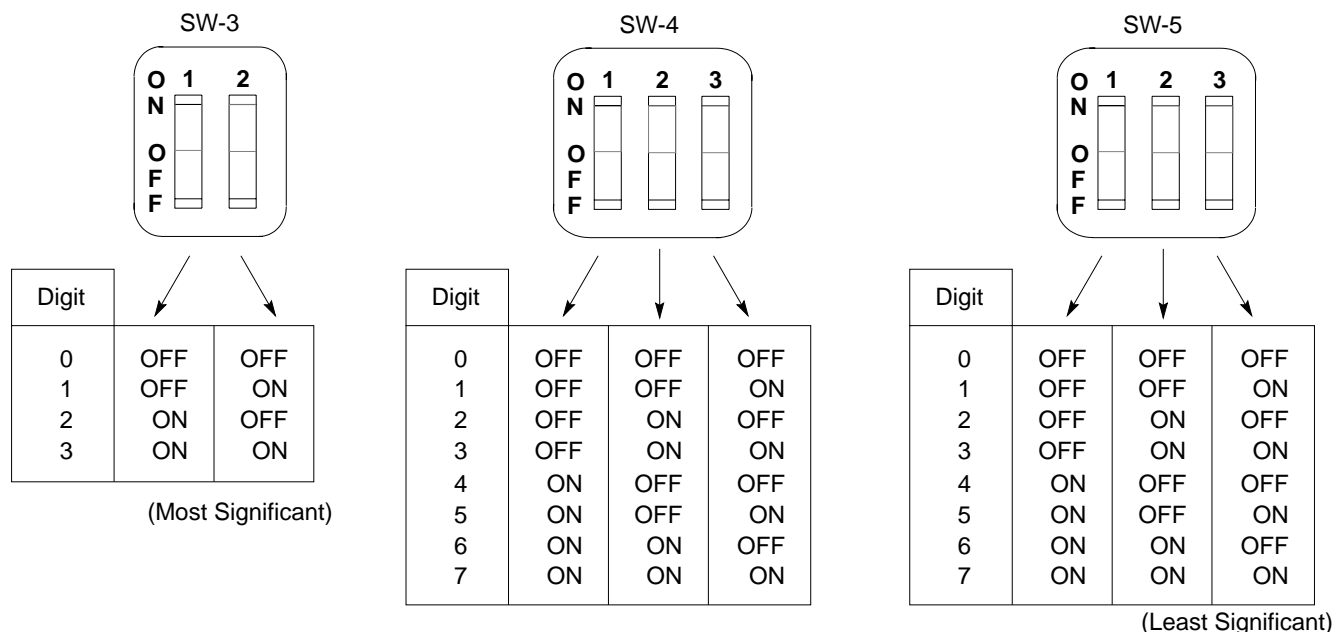 SW-3
SW-4
SW-5
O 1 2
N
O
F
F
O 1 2 3
N
O
F
F
O 1 2 3
N
O
F
F
Digit
0 OFF OFF
1 OFF ON
2 ON OFF
3 ON ON
(Most Significant)
Digit
0 OFF OFF OFF
1 OFF OFF ON
2 OFF ON OFF
3 OFF ON ON
4 ON OFF OFF
5 ON OFF ON
6 ON ON OFF
7 ON ON ON
Digit
0 OFF OFF OFF
1 OFF OFF ON
2 OFF ON OFF
3 OFF ON ON
4 ON OFF OFF
5 ON OFF ON
6 ON ON OFF
7 ON ON ON
(Least Significant)